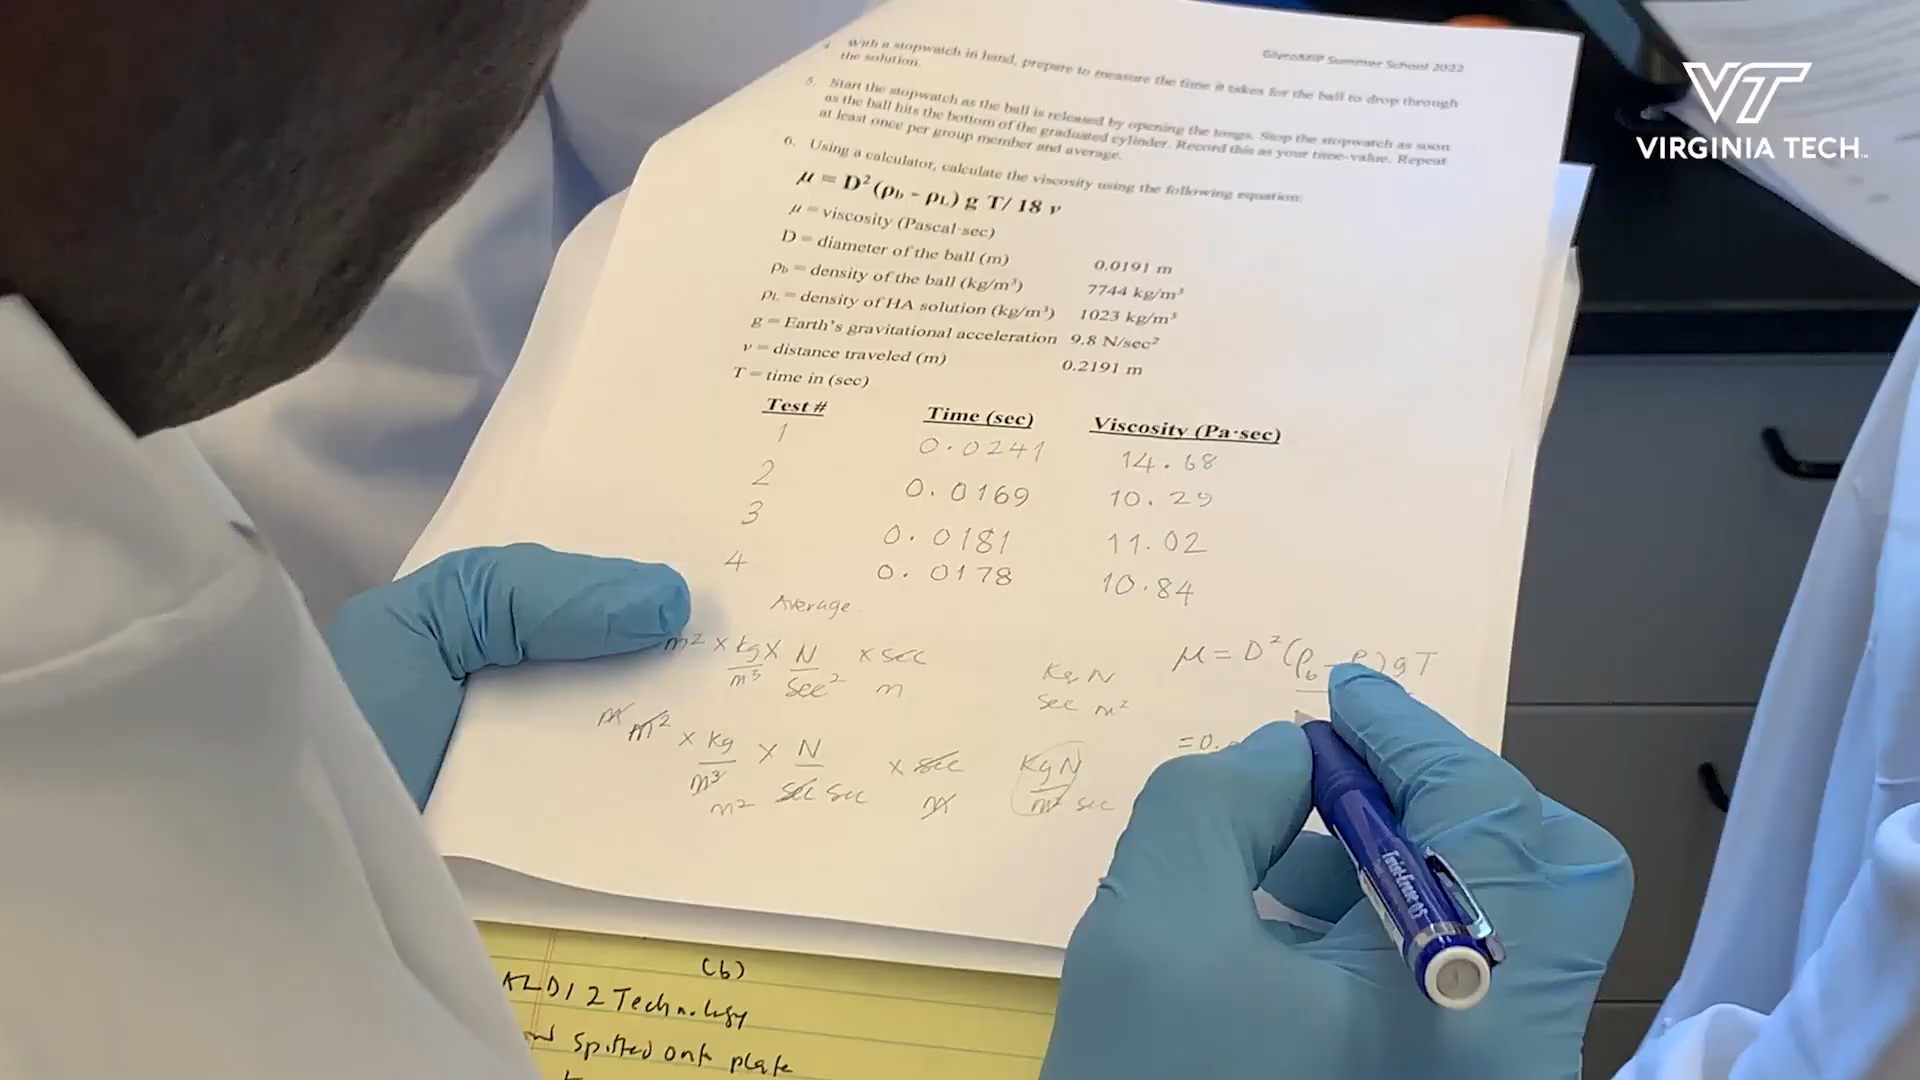 GlycoMIP Summer School 2022
With a stopwatch in hand, prepare to measure the time it takes for the ball to drop through
the solution.
5. Start the stopwatch as the ball is released by opening the tongs. Stop the stopwatch as soon
as the ball hits the bottom of the graduated cylinder. Record this as your time-value. Repeat
at least once per group member and average.
6. Using a calculator, calculate the viscosity using the following equation:
μ = D² (ρb - ρL) g T/ 18 v
μ = viscosity (Pascal·sec)
D = diameter of the ball (m) 0.0191 m
ρb = density of the ball (kg/m³) 7744 kg/m³
ρL = density of HA solution (kg/m³) 1023 kg/m³
g = Earth's gravitational acceleration 9.8 N/sec²
v = distance traveled (m) 0.2191 m
T = time in (sec)
Test # Time (sec) Viscosity (Pa·sec)
1 0.0241 14.68
2 0.0169 10.29
3 0.0181 11.02
4 0.0178 10.84
Average
m² × kg × N × sec
m³ sec² m
Kg N
sec m²
μ = D² (ρb - ρ) g T
= 0.
m m² × kg × N × sec
m³ sec sec m
m²
Kg N
m² sec
(b)
2 Technology
spitted onto plate
Twist-Erase
VT
VIRGINIA TECH